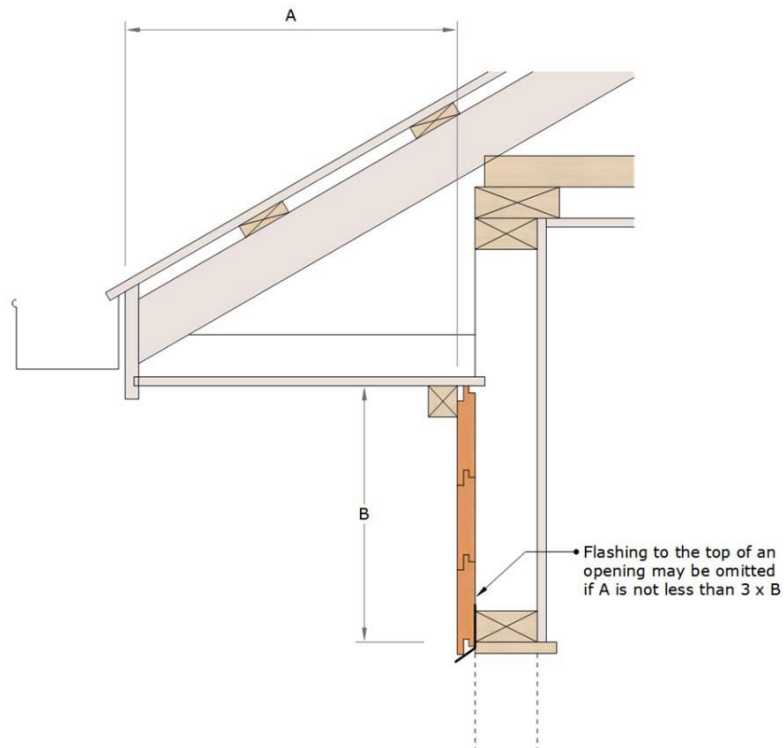 A
B
Flashing to the top of an
opening may be omitted
if A is not less than 3 x B